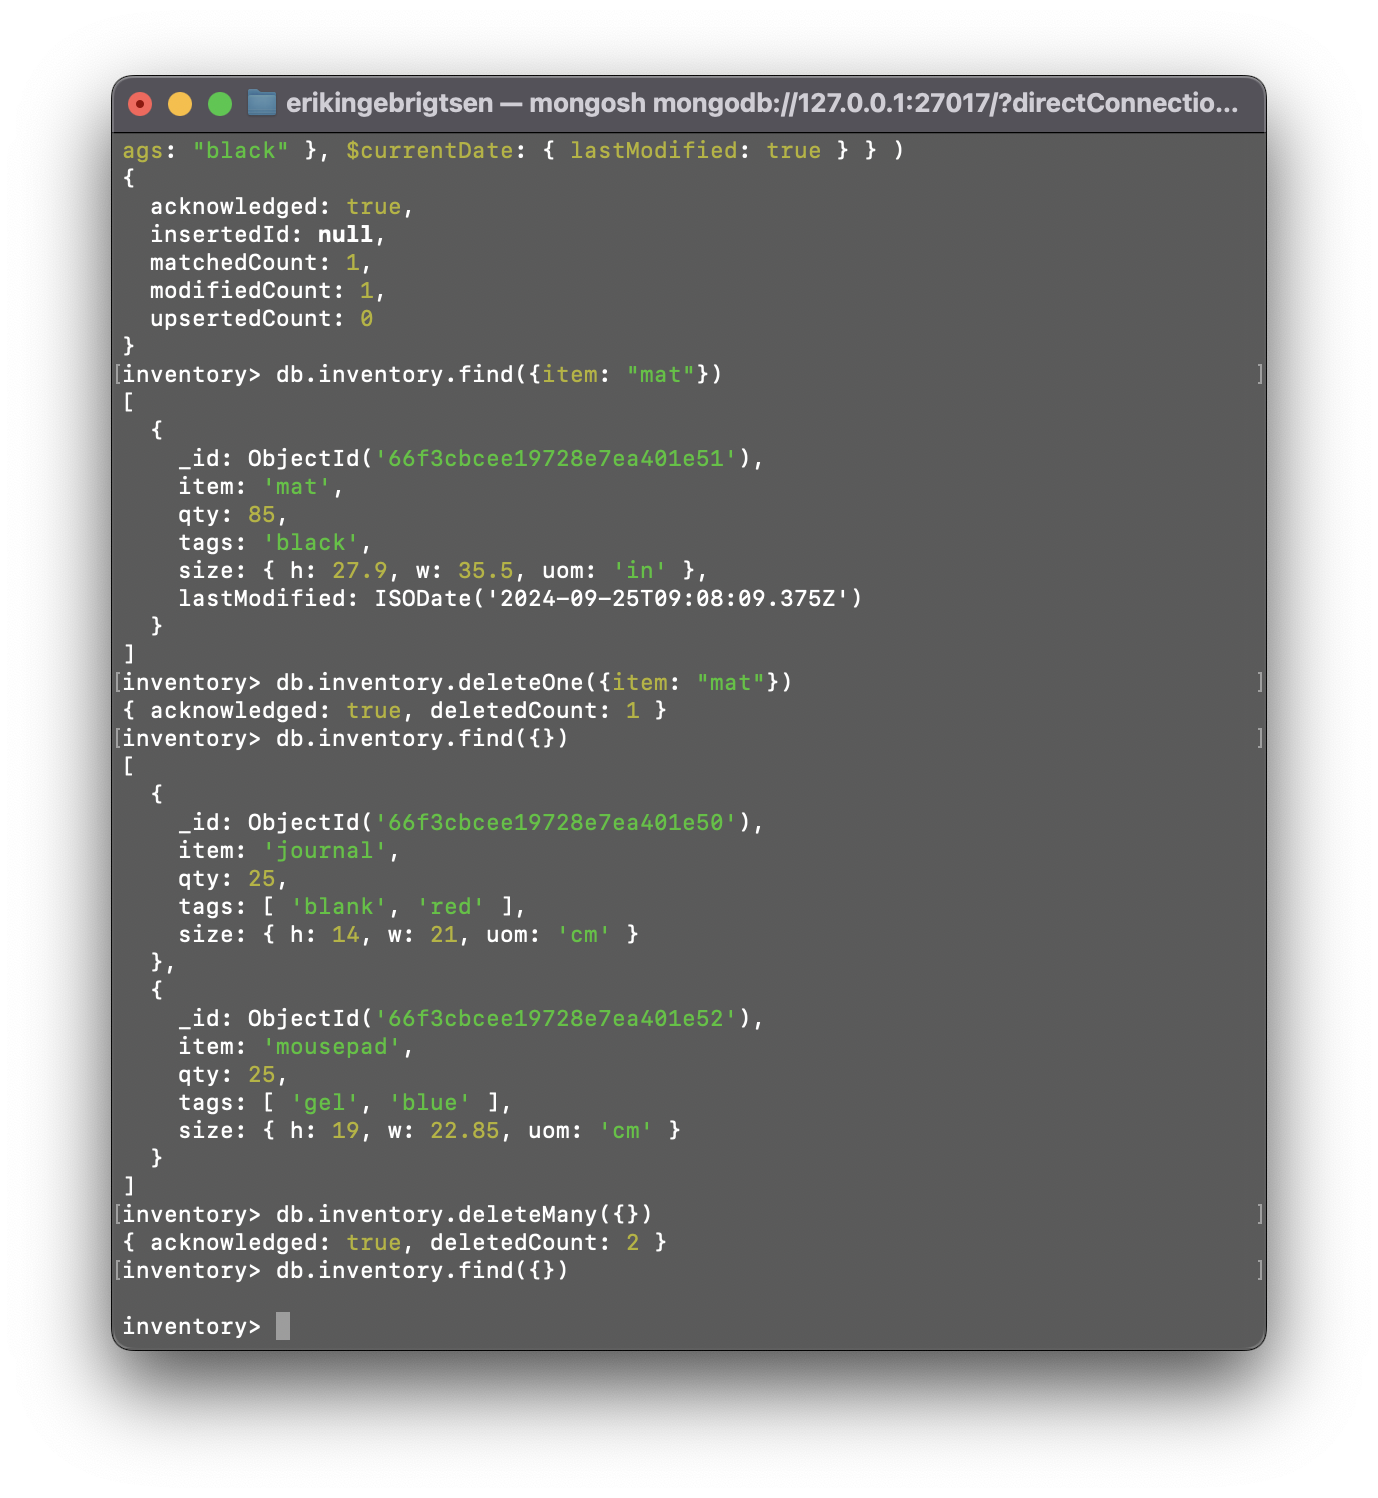 erikingebrigtsen — mongosh mongodb://127.0.0.1:27017/?directConnectio...
ags: "black" }, $currentDate: { lastModified: true } } )
{
  acknowledged: true,
  insertedId: null,
  matchedCount: 1,
  modifiedCount: 1,
  upsertedCount: 0
}
[inventory> db.inventory.find({item: "mat"}) ]
[
  {
    _id: ObjectId('66f3cbcee19728e7ea401e51'),
    item: 'mat',
    qty: 85,
    tags: 'black',
    size: { h: 27.9, w: 35.5, uom: 'in' },
    lastModified: ISODate('2024-09-25T09:08:09.375Z')
  }
]
[inventory> db.inventory.deleteOne({item: "mat"}) ]
{ acknowledged: true, deletedCount: 1 }
[inventory> db.inventory.find({}) ]
[
  {
    _id: ObjectId('66f3cbcee19728e7ea401e50'),
    item: 'journal',
    qty: 25,
    tags: [ 'blank', 'red' ],
    size: { h: 14, w: 21, uom: 'cm' }
  },
  {
    _id: ObjectId('66f3cbcee19728e7ea401e52'),
    item: 'mousepad',
    qty: 25,
    tags: [ 'gel', 'blue' ],
    size: { h: 19, w: 22.85, uom: 'cm' }
  }
]
[inventory> db.inventory.deleteMany({}) ]
{ acknowledged: true, deletedCount: 2 }
[inventory> db.inventory.find({}) ]
inventory>